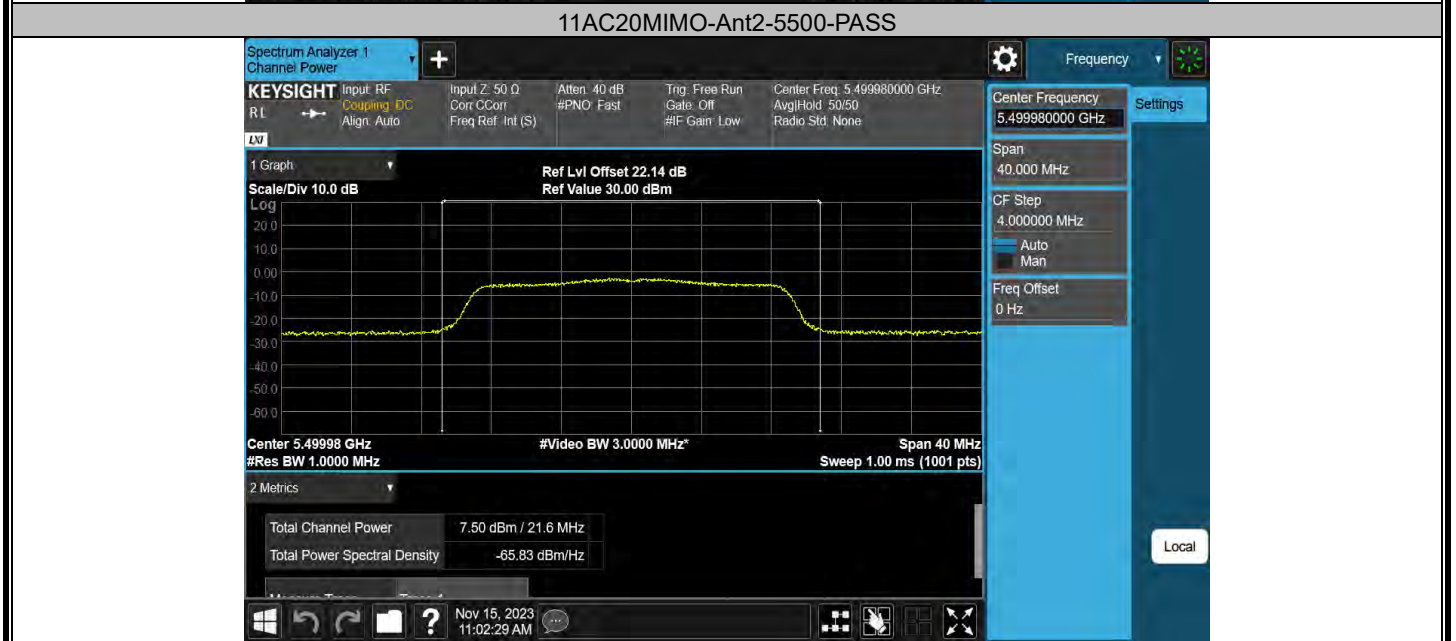 11AC20MIMO-Ant2-5500-PASS
Spectrum Analyzer 1
Channel Power
+
Frequency
KEYSIGHT
RL
LXI
Input: RF
Coupling: DC
Align: Auto
Input Z: 50 Ω
Corr CCorr
Freq Ref: Int (S)
Atten: 40 dB
#PNO: Fast
Trig: Free Run
Gate: Off
#IF Gain: Low
Center Freq: 5.499980000 GHz
Avg|Hold: 50/50
Radio Std: None
Center Frequency
5.499980000 GHz
Settings
Span
40.000 MHz
CF Step
4.000000 MHz
Auto
Man
Freq Offset
0 Hz
Local
1 Graph
Scale/Div 10.0 dB
Ref Lvl Offset 22.14 dB
Ref Value 30.00 dBm
Log
20.0
10.0
0.00
-10.0
-20.0
-30.0
-40.0
-50.0
-60.0
Center 5.49998 GHz
#Res BW 1.0000 MHz
#Video BW 3.0000 MHz*
Span 40 MHz
Sweep 1.00 ms (1001 pts)
2 Metrics
Total Channel Power 7.50 dBm / 21.6 MHz
Total Power Spectral Density -65.83 dBm/Hz
?
Nov 15, 2023
11:02:29 AM